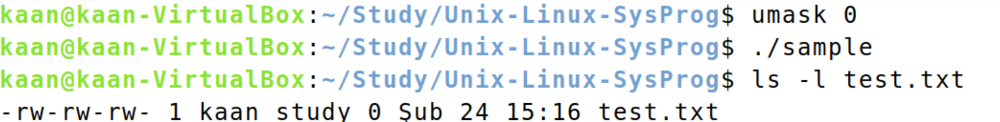 kaan@kaan-VirtualBox:~/Study/Unix-Linux-SysProg$ umask 0
kaan@kaan-VirtualBox:~/Study/Unix-Linux-SysProg$ ./sample
kaan@kaan-VirtualBox:~/Study/Unix-Linux-SysProg$ ls -l test.txt
-rw-rw-rw- 1 kaan study 0 Şub 24 15:16 test.txt